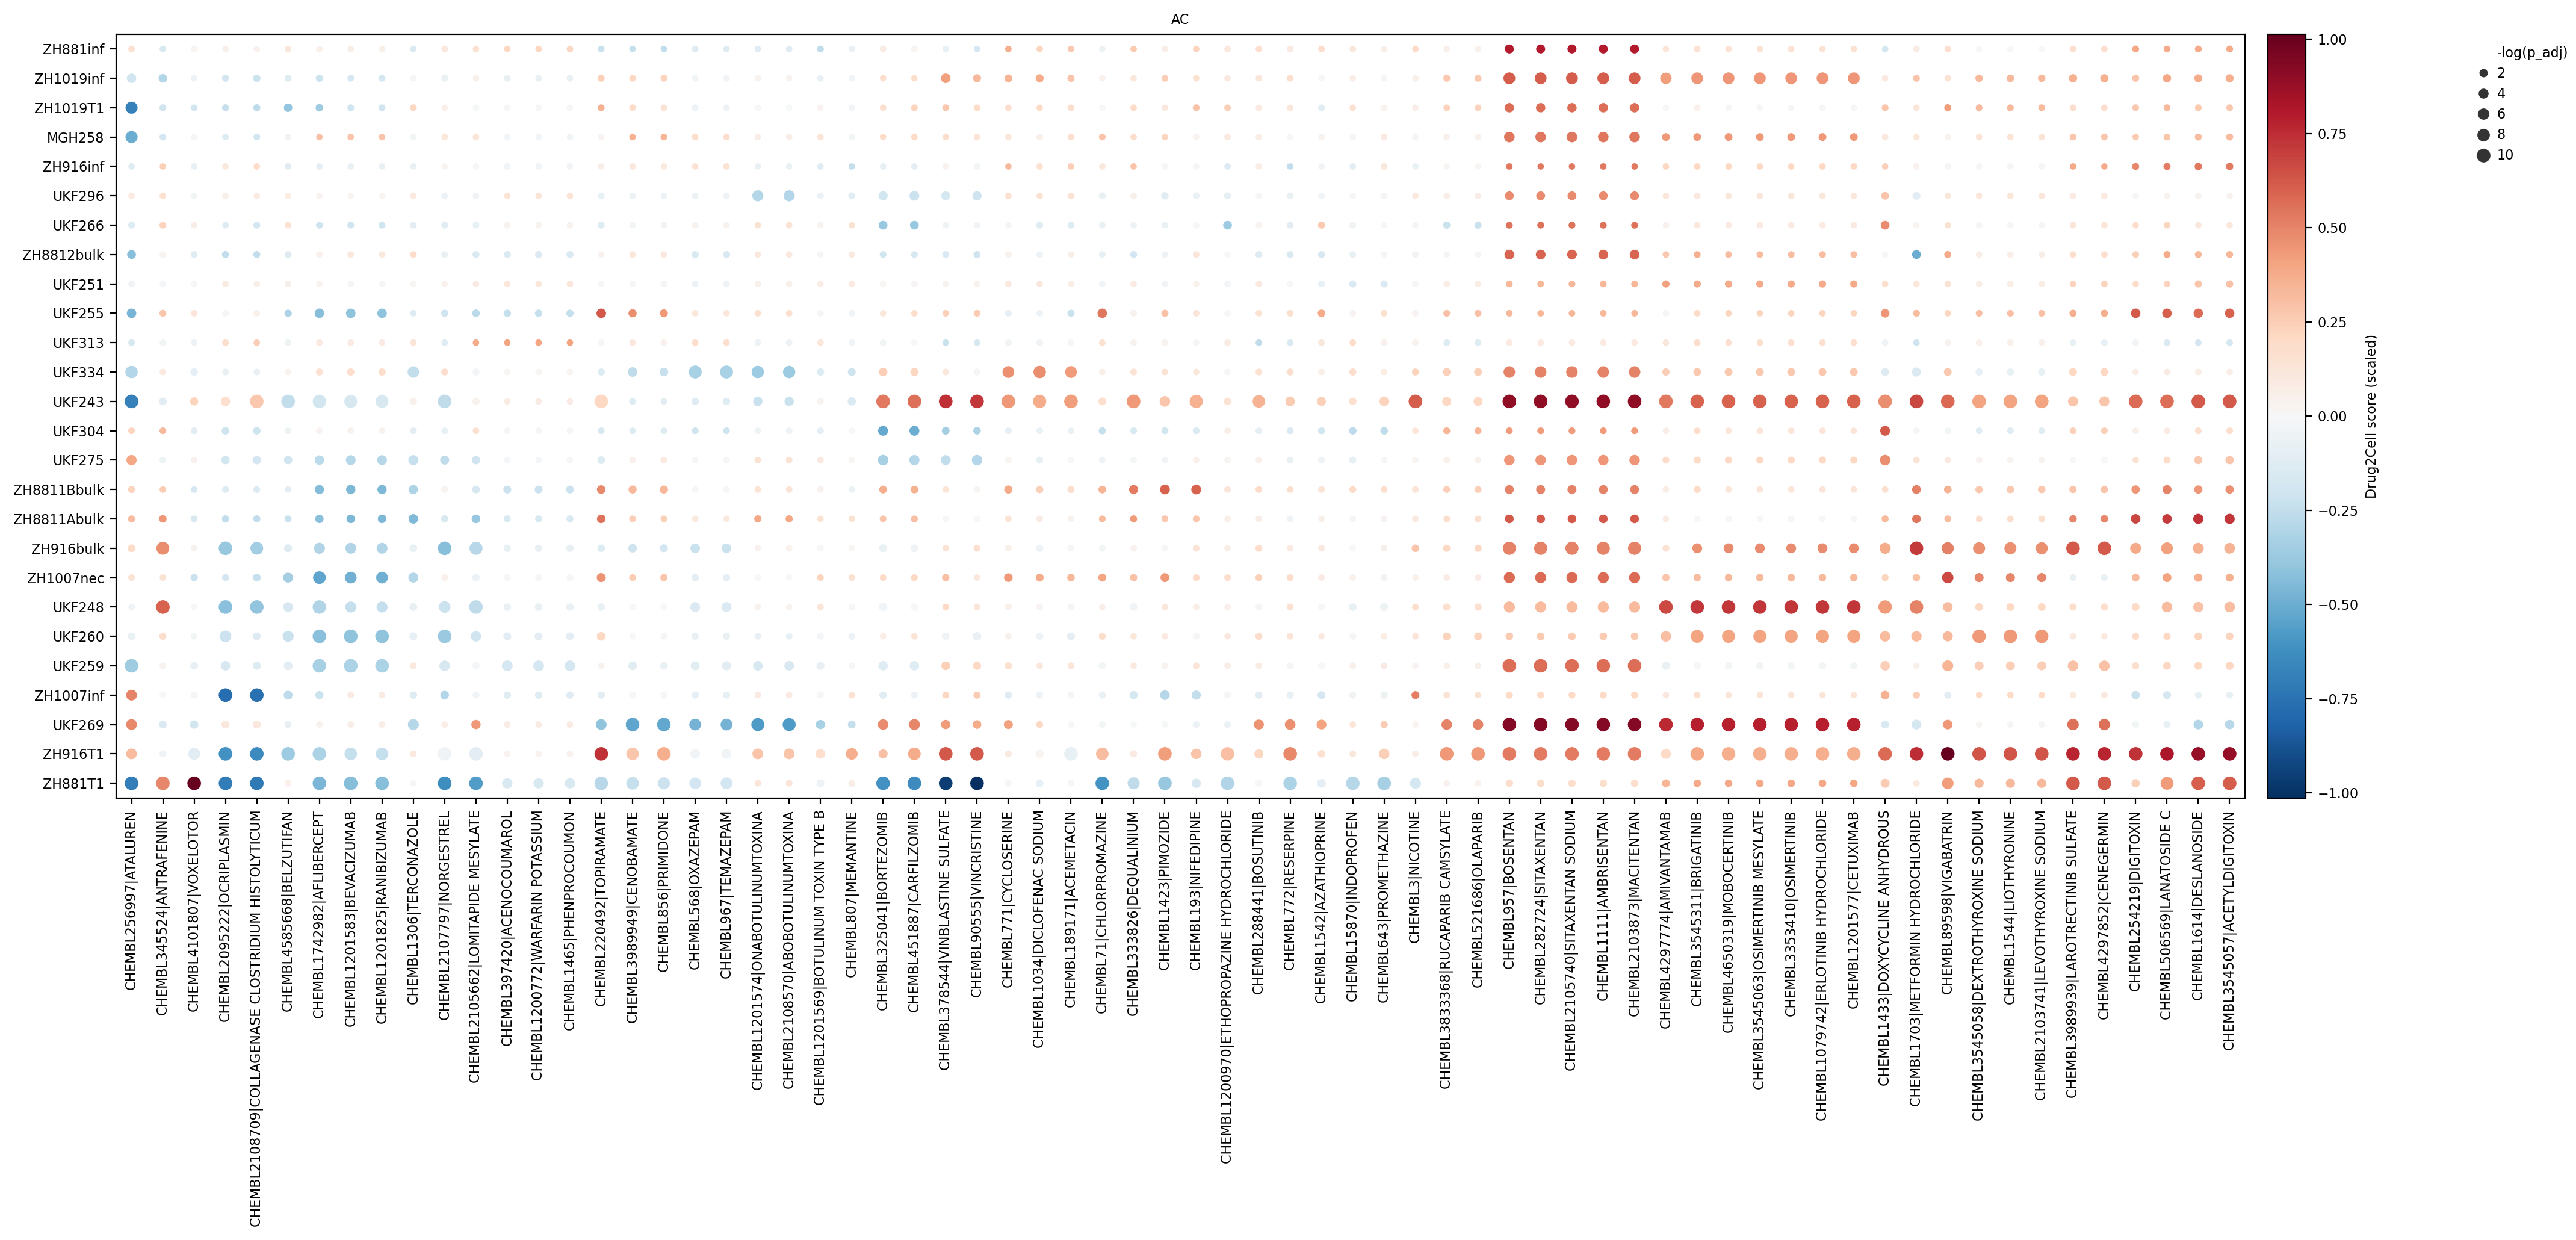 AC
ZH881inf
ZH1019inf
ZH1019T1
MGH258
ZH916inf
UKF296
UKF266
ZH8812bulk
UKF251
UKF255
UKF313
UKF334
UKF243
UKF304
UKF275
ZH8811Bbulk
ZH8811Abulk
ZH916bulk
ZH1007nec
UKF248
UKF260
UKF259
ZH1007inf
UKF269
ZH916T1
ZH881T1
CHEMBL256997|ATALUREN
CHEMBL345524|ANTRAFENINE
CHEMBL4101807|VOXELOTOR
CHEMBL2095222|OCRIPLASMIN
CHEMBL2108709|COLLAGENASE CLOSTRIDIUM HISTOLYTICUM
CHEMBL4585668|BELZUTIFAN
CHEMBL1742982|AFLIBERCEPT
CHEMBL1201583|BEVACIZUMAB
CHEMBL1201825|RANIBIZUMAB
CHEMBL1306|TERCONAZOLE
CHEMBL2107797|NORGESTREL
CHEMBL2105662|LOMITAPIDE MESYLATE
CHEMBL397420|ACENOCOUMAROL
CHEMBL1200772|WARFARIN POTASSIUM
CHEMBL1465|PHENPROCOUMON
CHEMBL220492|TOPIRAMATE
CHEMBL3989949|CENOBAMATE
CHEMBL856|PRIMIDONE
CHEMBL568|OXAZEPAM
CHEMBL967|TEMAZEPAM
CHEMBL1201574|ONABOTULINUMTOXINA
CHEMBL2108570|ABOBOTULINUMTOXINA
CHEMBL1201569|BOTULINUM TOXIN TYPE B
CHEMBL807|MEMANTINE
CHEMBL325041|BORTEZOMIB
CHEMBL451887|CARFILZOMIB
CHEMBL378544|VINBLASTINE SULFATE
CHEMBL90555|VINCRISTINE
CHEMBL771|CYCLOSERINE
CHEMBL1034|DICLOFENAC SODIUM
CHEMBL189171|ACEMETACIN
CHEMBL71|CHLORPROMAZINE
CHEMBL333826|DEQUALINIUM
CHEMBL1423|PIMOZIDE
CHEMBL193|NIFEDIPINE
CHEMBL1200970|ETHOPROPAZINE HYDROCHLORIDE
CHEMBL288441|BOSUTINIB
CHEMBL772|RESERPINE
CHEMBL1542|AZATHIOPRINE
CHEMBL15870|INDOPROFEN
CHEMBL643|PROMETHAZINE
CHEMBL3|NICOTINE
CHEMBL3833368|RUCAPARIB CAMSYLATE
CHEMBL521686|OLAPARIB
CHEMBL957|BOSENTAN
CHEMBL282724|SITAXENTAN
CHEMBL2105740|SITAXENTAN SODIUM
CHEMBL1111|AMBRISENTAN
CHEMBL2103873|MACITENTAN
CHEMBL4297774|AMIVANTAMAB
CHEMBL3545311|BRIGATINIB
CHEMBL4650319|MOBOCERTINIB
CHEMBL3545063|OSIMERTINIB MESYLATE
CHEMBL3353410|OSIMERTINIB
CHEMBL1079742|ERLOTINIB HYDROCHLORIDE
CHEMBL1201577|CETUXIMAB
CHEMBL1433|DOXYCYCLINE ANHYDROUS
CHEMBL1703|METFORMIN HYDROCHLORIDE
CHEMBL89598|VIGABATRIN
CHEMBL3545058|DEXTROTHYROXINE SODIUM
CHEMBL1544|LIOTHYRONINE
CHEMBL2103741|LEVOTHYROXINE SODIUM
CHEMBL3989939|LAROTRECTINIB SULFATE
CHEMBL4297852|CENEGERMIN
CHEMBL254219|DIGITOXIN
CHEMBL506569|LANATOSIDE C
CHEMBL1614|DESLANOSIDE
CHEMBL3545057|ACETYLDIGITOXIN
1.00
0.75
0.50
0.25
0.00
−0.25
−0.50
−0.75
−1.00
Drug2Cell score (scaled)
-log(p_adj)
2
4
6
8
10